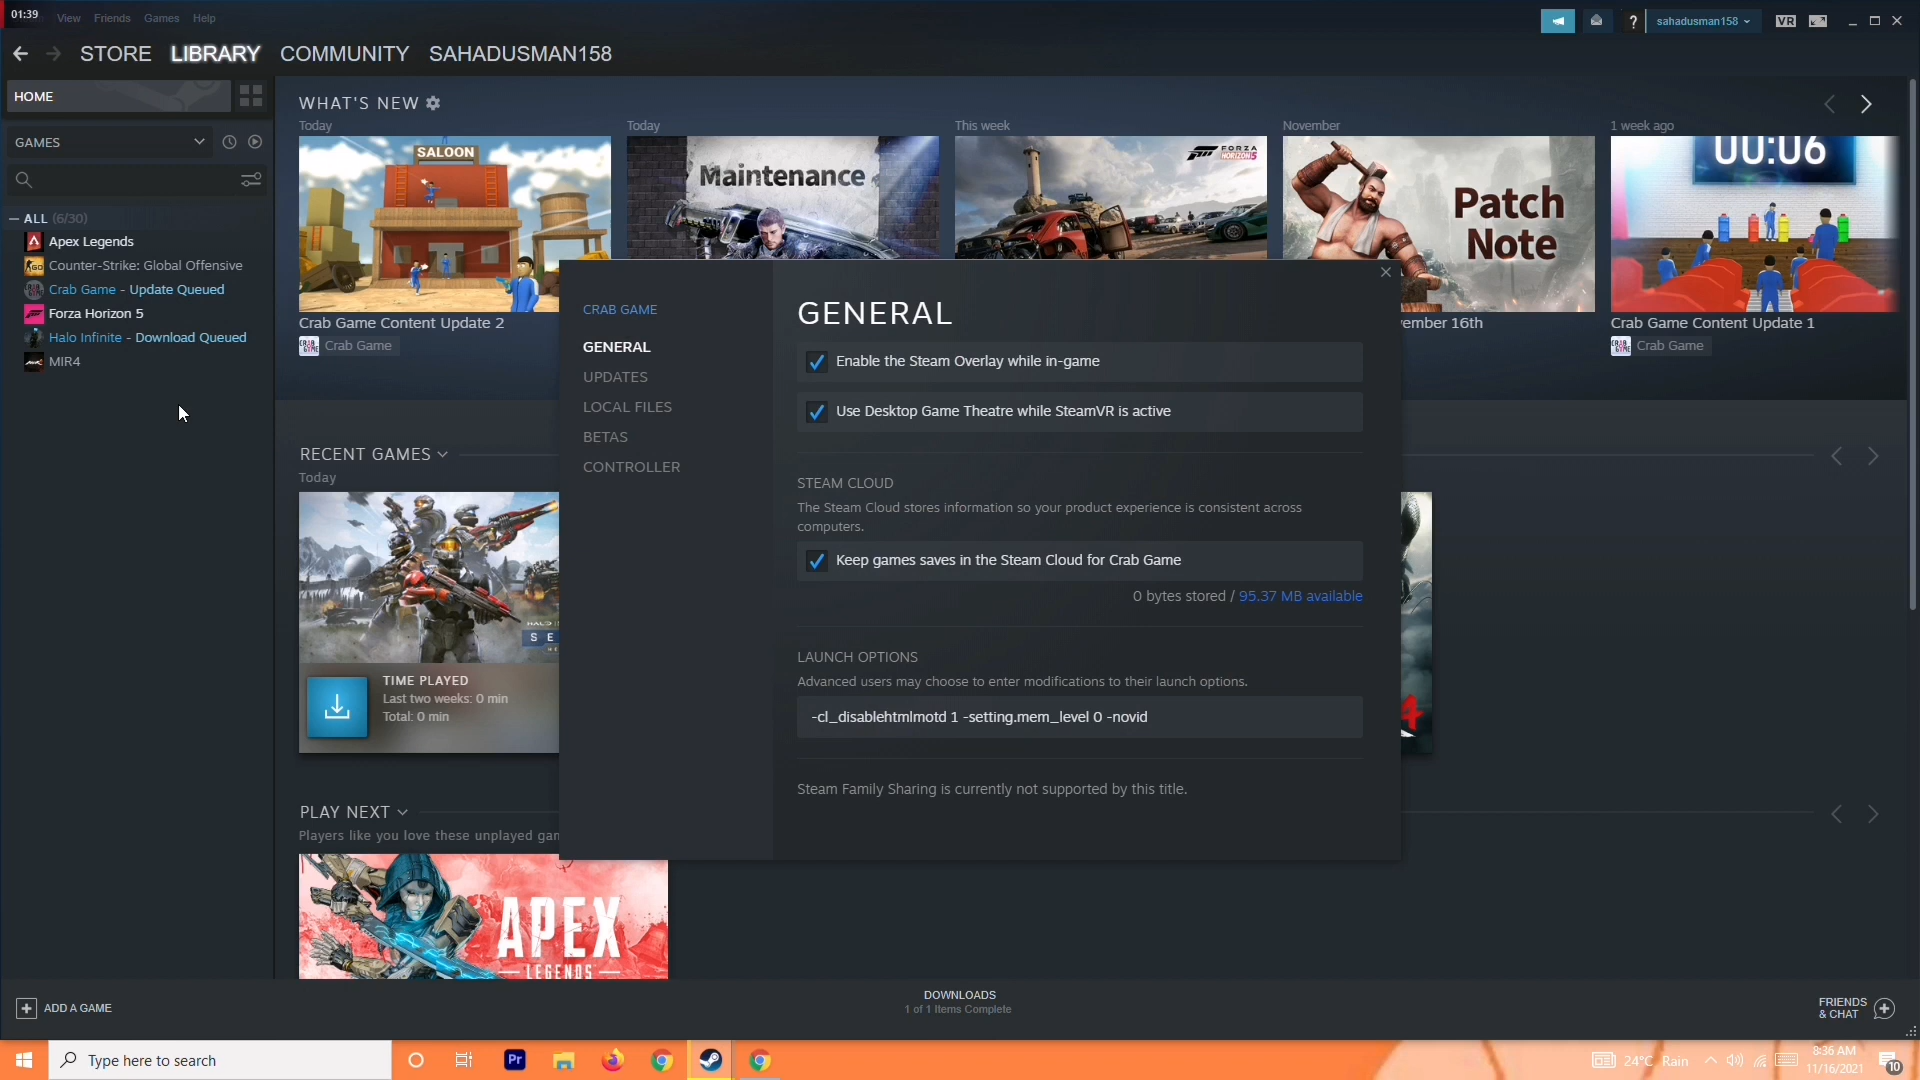 01:39
View Friends Games Help
sahadusman158
VR
STORE LIBRARY COMMUNITY SAHADUSMAN158
HOME
GAMES
ALL (6/30)
Apex Legends
Counter-Strike: Global Offensive
Crab Game - Update Queued
Forza Horizon 5
Halo Infinite - Download Queued
MIR4
WHAT'S NEW
Today
Today
This week
November
1 week ago
SALOON
Maintenance
FORZA
HORIZON5
Patch
Note
00:06
Crab Game Content Update 2
Crab Game
ember 16th
Crab Game Content Update 1
Crab Game
RECENT GAMES
Today
S E
TIME PLAYED
Last two weeks: 0 min
Total: 0 min
4
PLAY NEXT
Players like you love these unplayed gam
APEX
LEGENDS
CRAB GAME
GENERAL
UPDATES
LOCAL FILES
BETAS
CONTROLLER
GENERAL
Enable the Steam Overlay while in-game
Use Desktop Game Theatre while SteamVR is active
STEAM CLOUD
The Steam Cloud stores information so your product experience is consistent across
computers.
Keep games saves in the Steam Cloud for Crab Game
0 bytes stored / 95.37 MB available
LAUNCH OPTIONS
Advanced users may choose to enter modifications to their launch options.
-cl_disablehtmlmotd 1 -setting.mem_level 0 -novid
Steam Family Sharing is currently not supported by this title.
ADD A GAME
DOWNLOADS
1 of 1 Items Complete
FRIENDS
& CHAT
Type here to search
Pr
24°C Rain
8:36 AM
11/16/2021
10